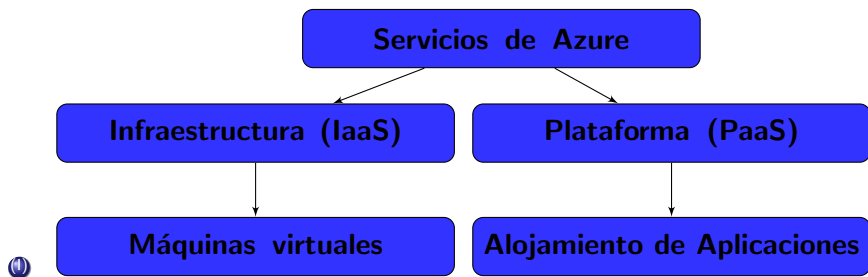 Servicios de Azure
Infraestructura (IaaS)
Plataforma (PaaS)
Máquinas virtuales
Alojamiento de Aplicaciones